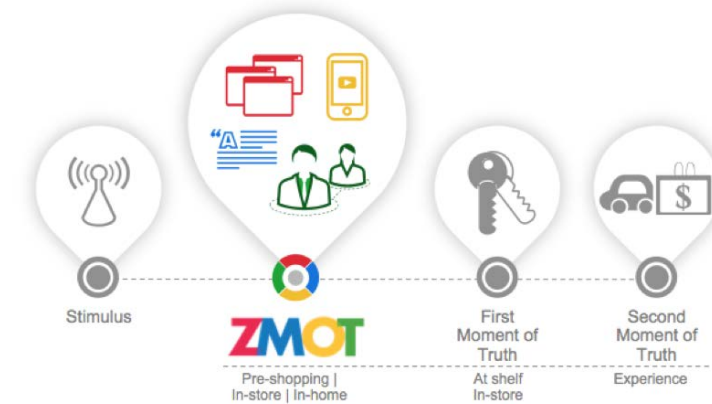 “A
$
Stimulus
ZMOT
Pre-shopping |
In-store | In-home
First
Moment of
Truth
At shelf
In-store
Second
Moment of
Truth
Experience